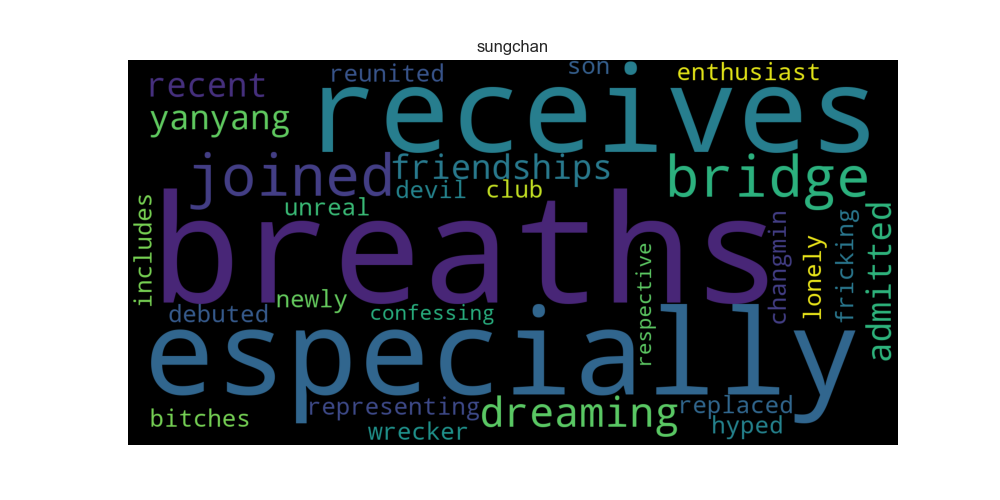 sungchan
reunited
son
enthusiast
recent
receives
yanyang
joined
friendships
bridge
devil
club
unreal
breaths
includes
changmin
lonely
fricking
admitted
newly
debuted
confessing
respective
especially
representing
dreaming
replaced
bitches
wrecker
hyped